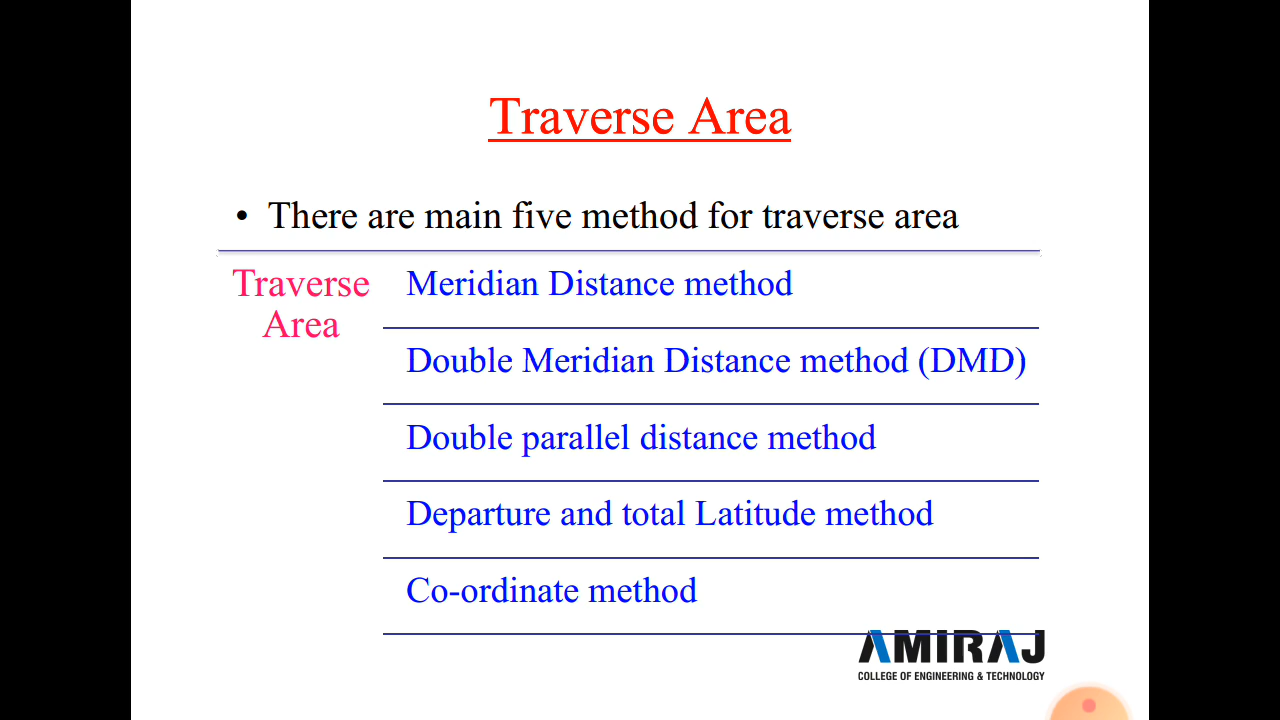 Traverse Area
• There are main five method for traverse area
Traverse
Area
Meridian Distance method
Double Meridian Distance method (DMD)
Double parallel distance method
Departure and total Latitude method
Co-ordinate method
AMIRAJ
COLLEGE OF ENGINEERING & TECHNOLOGY